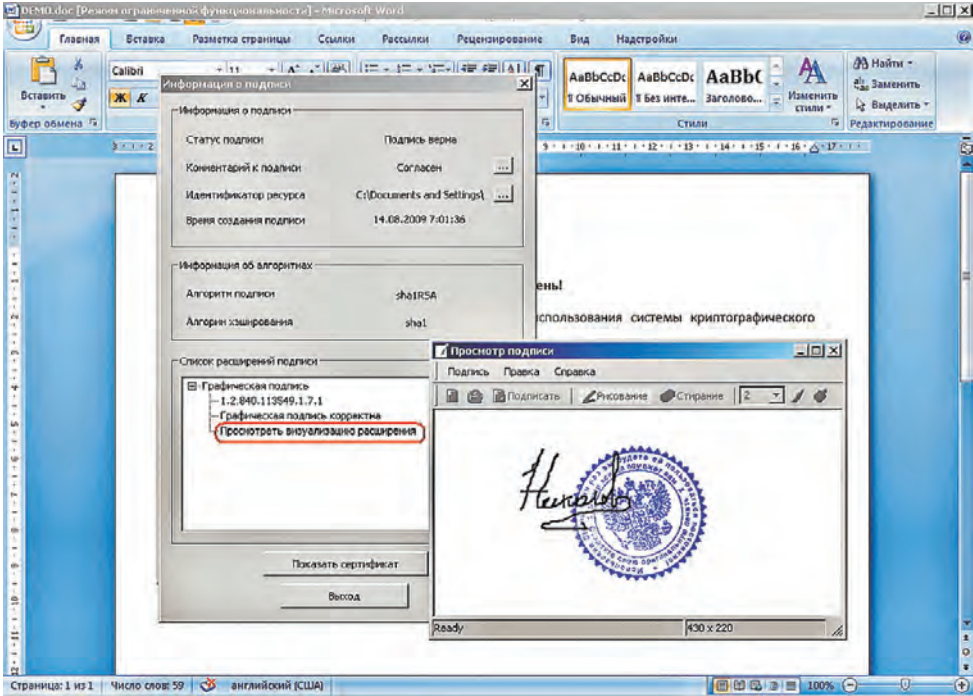 DEMO.doc [Режим ограниченной функциональности] - Microsoft Word
Главная Вставка Разметка страницы Ссылки Рассылки Рецензирование Вид Надстройки
Вставить
Буфер обмена
Calibri 11
Ж К
AaBbCcDc AaBbCcDc AaBbC
¶ Обычный ¶ Без инте... Заголово...
Изменить стили
Стили
Найти
Заменить
Выделить
Редактирование
Информация о подписи
Информация о подписи
Статус подписи Подпись верна
Комментарий к подписи Согласен ...
Идентификатор ресурса C:\Documents and Settings\ ...
Время создания подписи 14.08.2009 7:01:36
Информация об алгоритмах
Алгоритм подписи sha1RSA
Алгоритм хэширования sha1
Список расширений подписи
Графическая подпись
1.2.840.113549.1.7.1
Графическая подпись корректна
Просмотреть визуализацию расширения
Показать сертификат
Выход
ень!
использования системы криптографического
Просмотр подписи
Подпись Правка Справка
Подписать Рисование Стирание 2
Ready 430 x 220
Страница: 1 из 1 Число слов: 59 английский (США) 100%